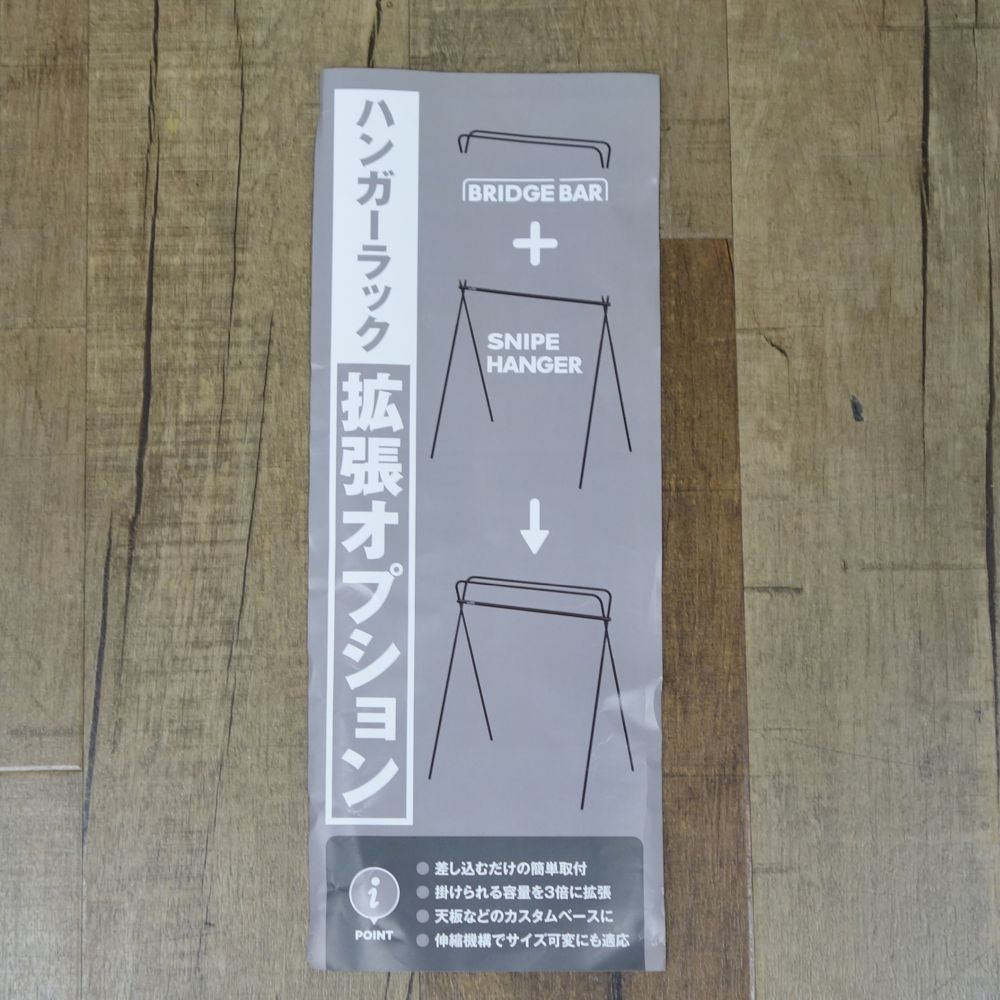 ハンガーラック
拡張オプション
BRIDGE BAR
+
SNIPE
HANGER
i
POINT
差し込むだけの簡単取付
掛けられる容量を3倍に拡張
天板などのカスタムベースに
伸縮機構でサイズ可変にも適応